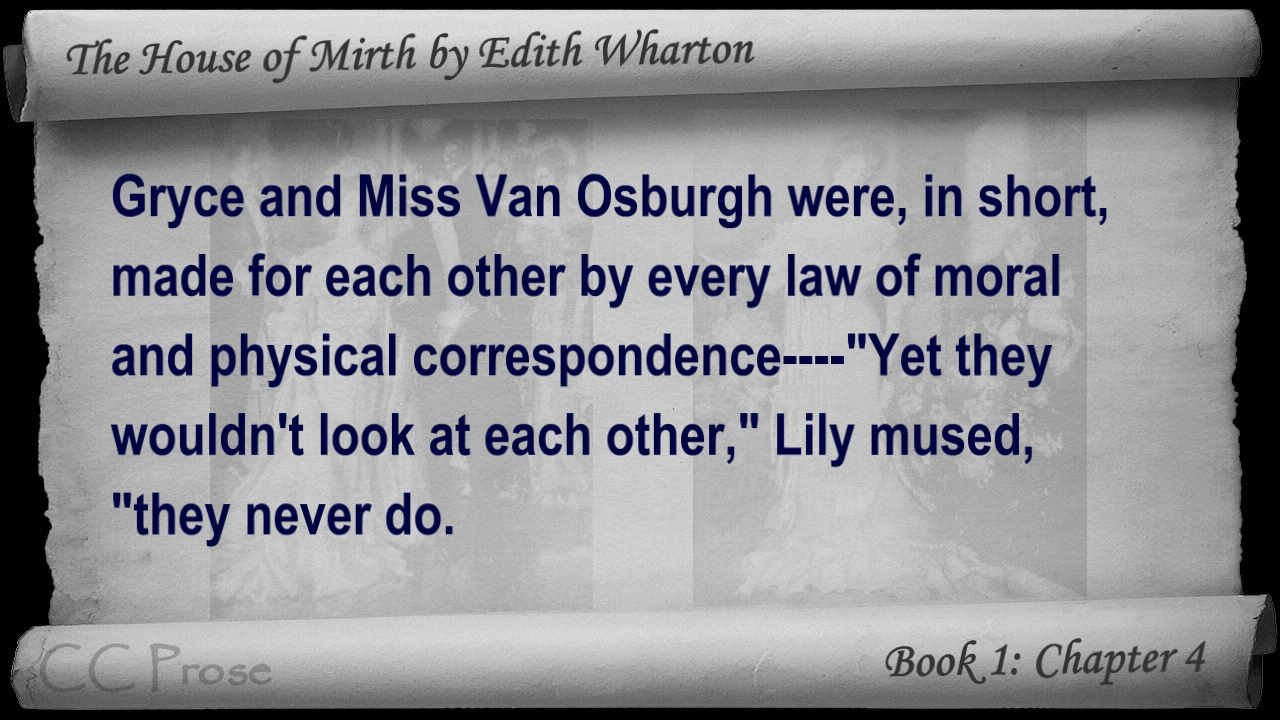 The House of Mirth by Edith Wharton
Gryce and Miss Van Osburgh were, in short,
made for each other by every law of moral
and physical correspondence----"Yet they
wouldn't look at each other," Lily mused,
"they never do.
CC Prose
Book 1: Chapter 4